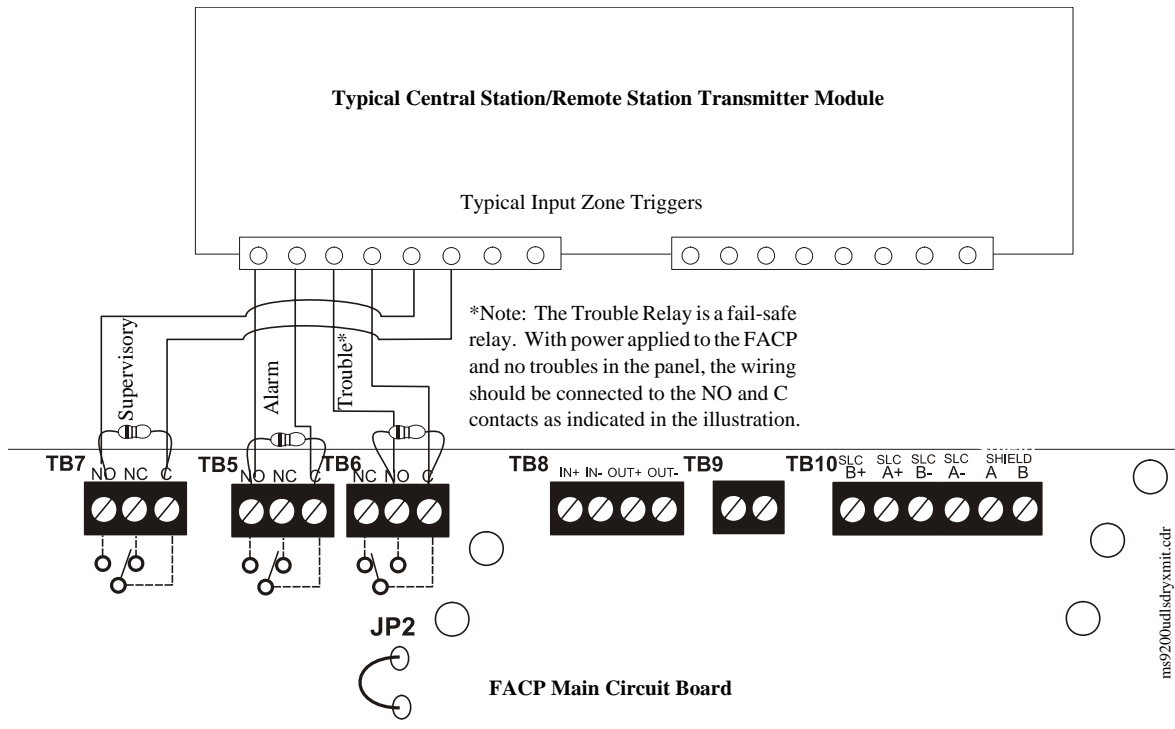 Typical Central Station/Remote Station Transmitter Module
Typical Input Zone Triggers
*Note: The Trouble Relay is a fail-safe
relay. With power applied to the FACP
and no troubles in the panel, the wiring
should be connected to the NO and C
contacts as indicated in the illustration.
Supervisory
Alarm
Trouble*
TB7 NO NC C
TB5 NO NC C
TB6 NC NO C
TB8 IN+ IN- OUT+ OUT-
TB9
TB10
SLC SLC SLC SLC SHIELD
B+ A+ B- A- A B
JP2
FACP Main Circuit Board
ms9200udlsdryxmit.cdr